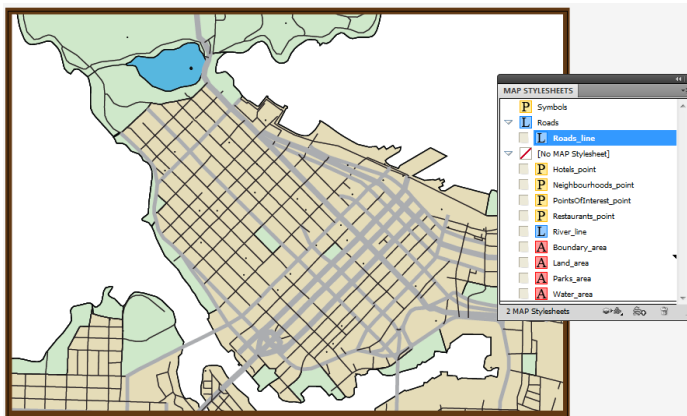 MAP STYLESHEETS
P Symbols
L Roads
L Roads_line
[No MAP Stylesheet]
P Hotels_point
P Neighbourhoods_point
P PointsOfInterest_point
P Restaurants_point
L River_line
A Boundary_area
A Land_area
A Parks_area
A Water_area
2 MAP Stylesheets